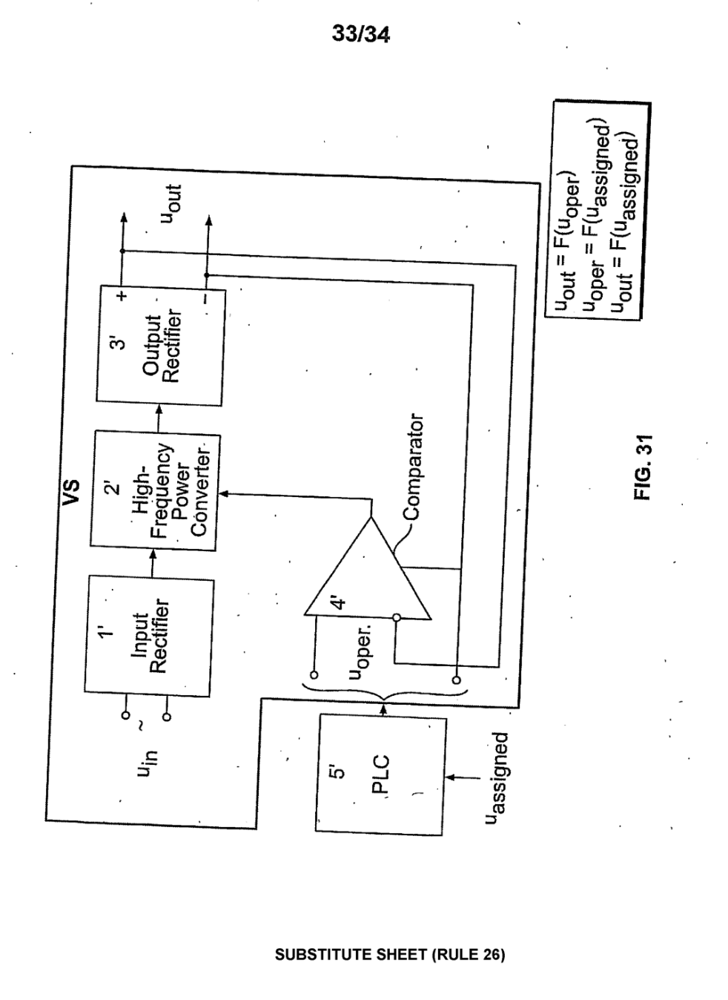 33/34
VS
1'
Input
Rectifier
2'
High-
Frequency
Power
Converter
3'
Output
Rectifier
+
−
uout
uin
~
4'
Comparator
uoper.
5'
PLC
uassigned
uout = F(uoper)
uoper = F(uassigned)
uout = F(uassigned)
FIG. 31
SUBSTITUTE SHEET (RULE 26)